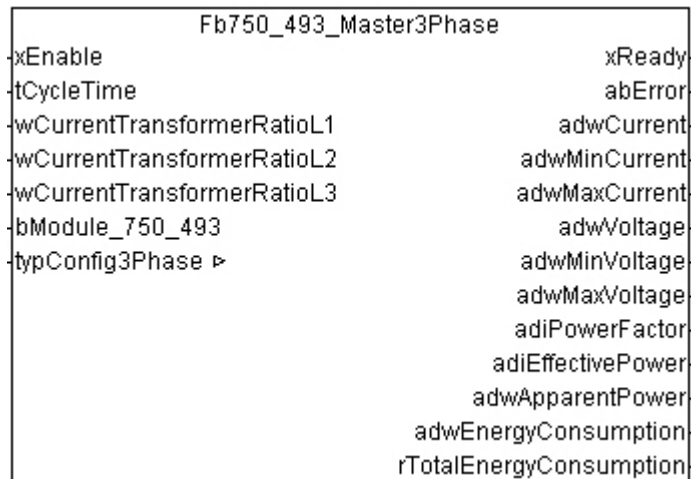 Fb750_493_Master3Phase
xEnable xReady
tCycleTime abError
wCurrentTransformerRatioL1 adwCurrent
wCurrentTransformerRatioL2 adwMinCurrent
wCurrentTransformerRatioL3 adwMaxCurrent
bModule_750_493 adwVoltage
typConfig3Phase ▹ adwMinVoltage
adwMaxVoltage
adiPowerFactor
adiEffectivePower
adwApparentPower
adwEnergyConsumption
rTotalEnergyConsumption